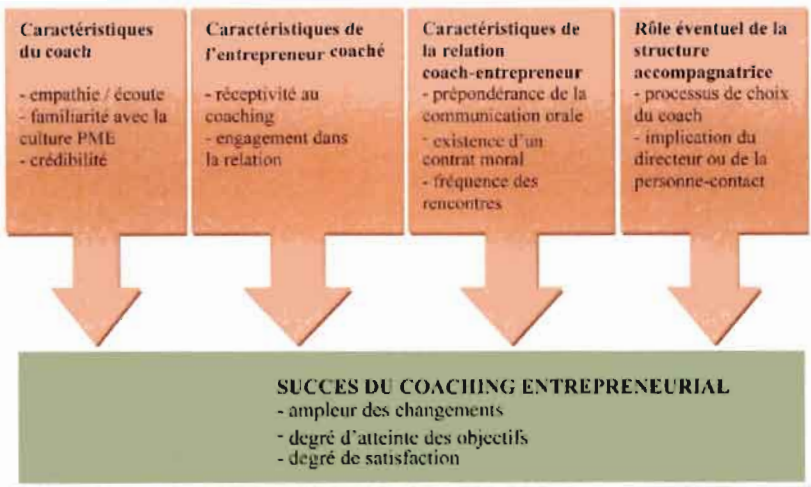 Caractéristiques
du coach
- empathie / écoute
- familiarité avec la
culture PME
- crédibilité
Caractéristiques de
l'entrepreneur coaché
- réceptivité au
coaching
- engagement dans
la relation
Caractéristiques de
la relation
coach-entrepreneur
- prépondérance de la
communication orale
- existence d'un
contrat moral
- fréquence des
rencontres
Rôle éventuel de la
structure
accompagnatrice
- processus de choix
du coach
- implication du
directeur ou de la
personne-contact
SUCCES DU COACHING ENTREPRENEURIAL
- ampleur des changements
- degré d'atteinte des objectifs
- degré de satisfaction